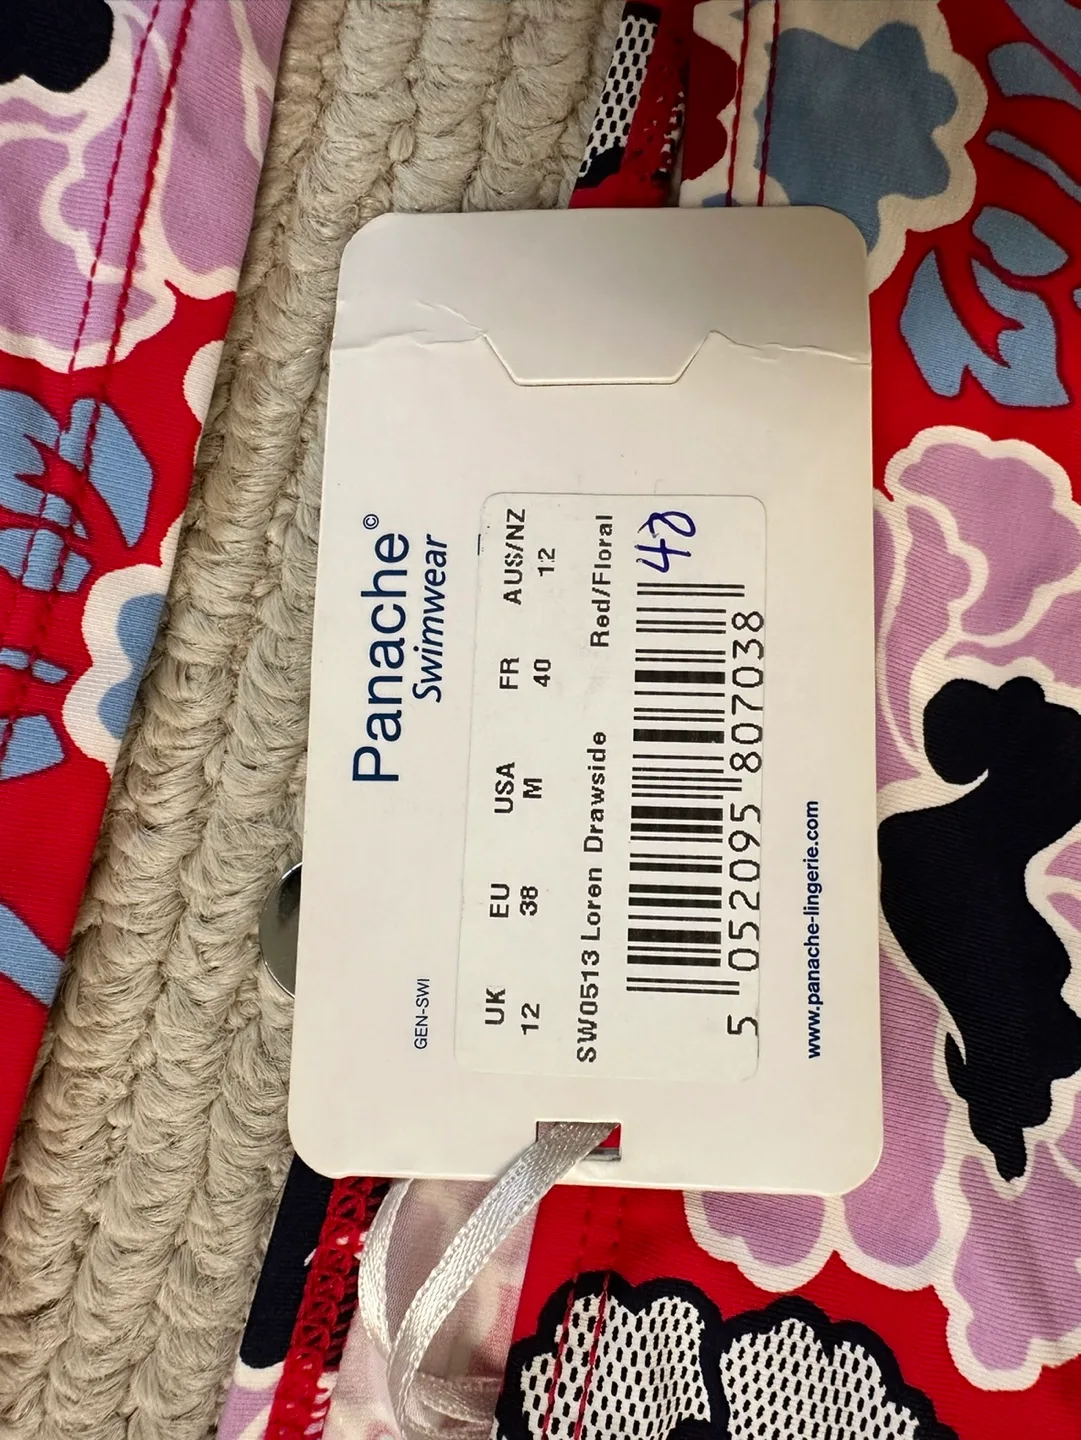 Panache©
Swimwear
GEN-SWI
UK EU USA FR AUS/NZ
12 38 M 40 12
SW0513 Loren Drawside Red/Floral
48
5 052095 807038
www.panache-lingerie.com